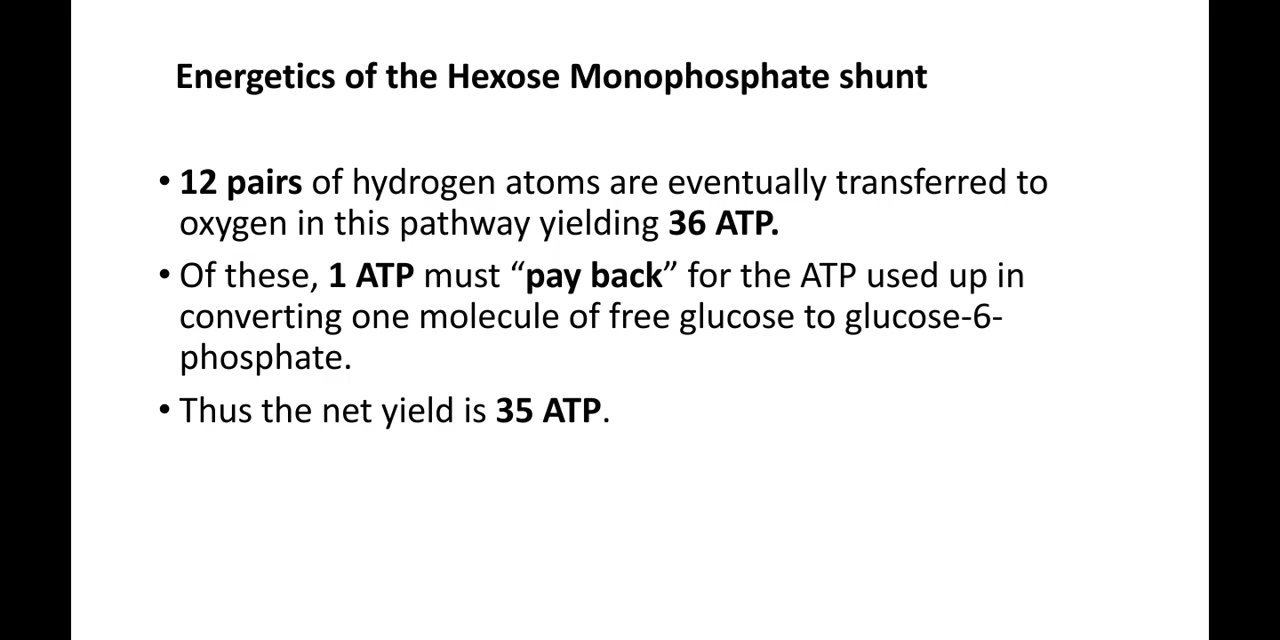 Energetics of the Hexose Monophosphate shunt
• 12 pairs of hydrogen atoms are eventually transferred to
oxygen in this pathway yielding 36 ATP.
• Of these, 1 ATP must “pay back” for the ATP used up in
converting one molecule of free glucose to glucose-6-
phosphate.
• Thus the net yield is 35 ATP.